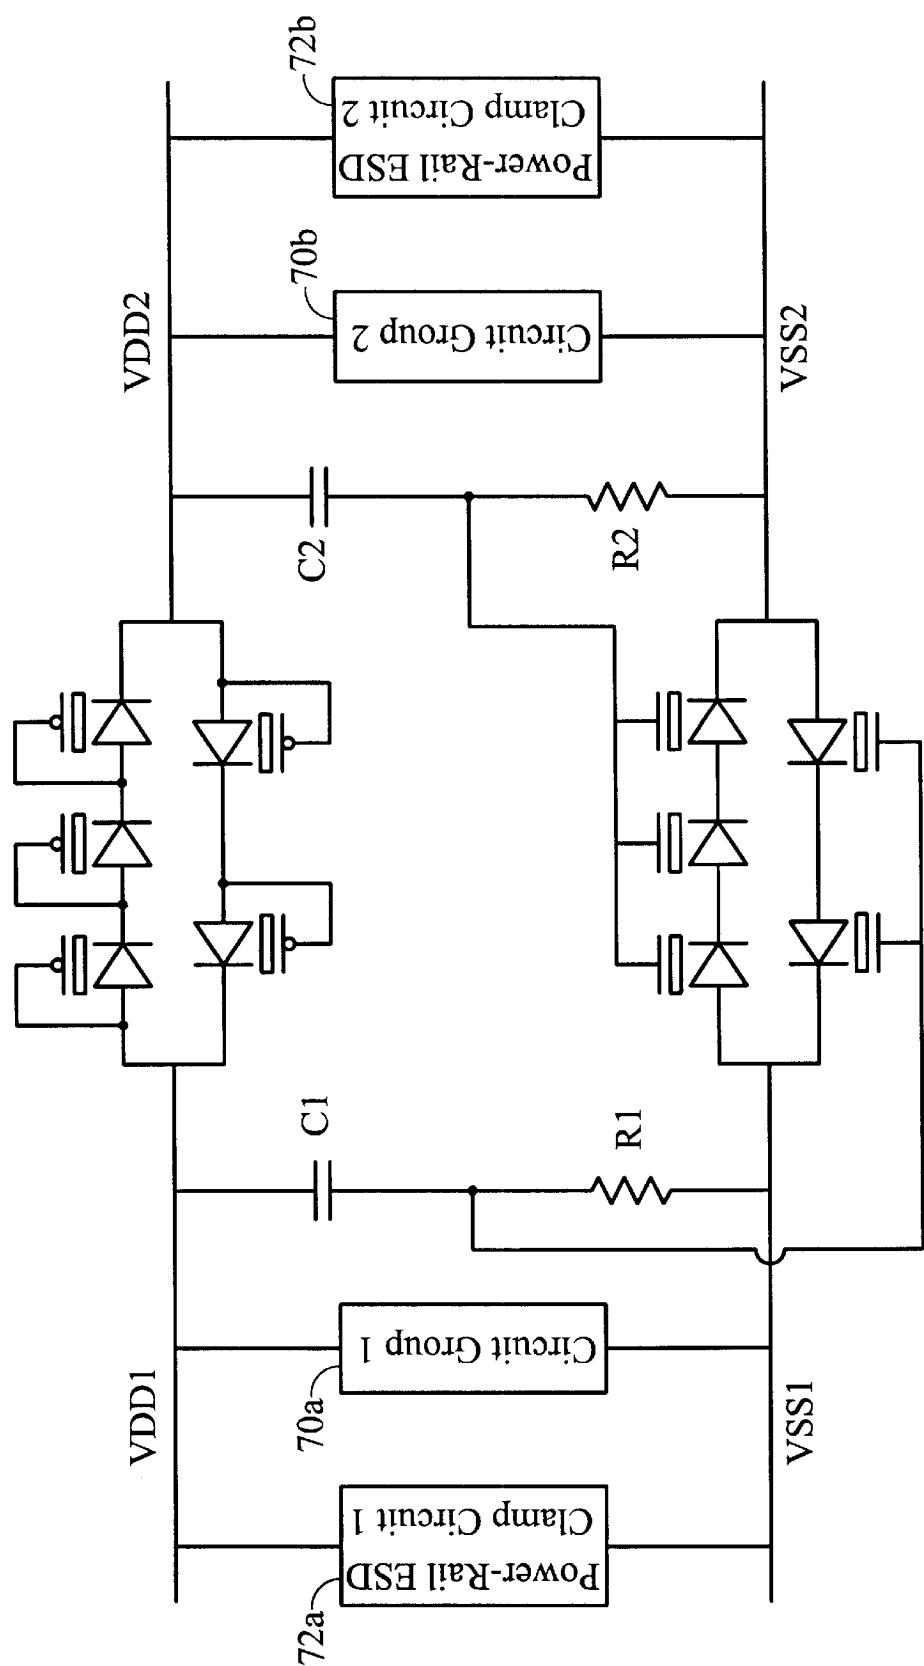 72b
Power-Rail ESD
Clamp Circuit 2
VDD2
70b
Circuit Group 2
VSS2
C2
R2
C1
R1
VDD1
70a
Circuit Group 1
VSS1
72a
Power-Rail ESD
Clamp Circuit 1